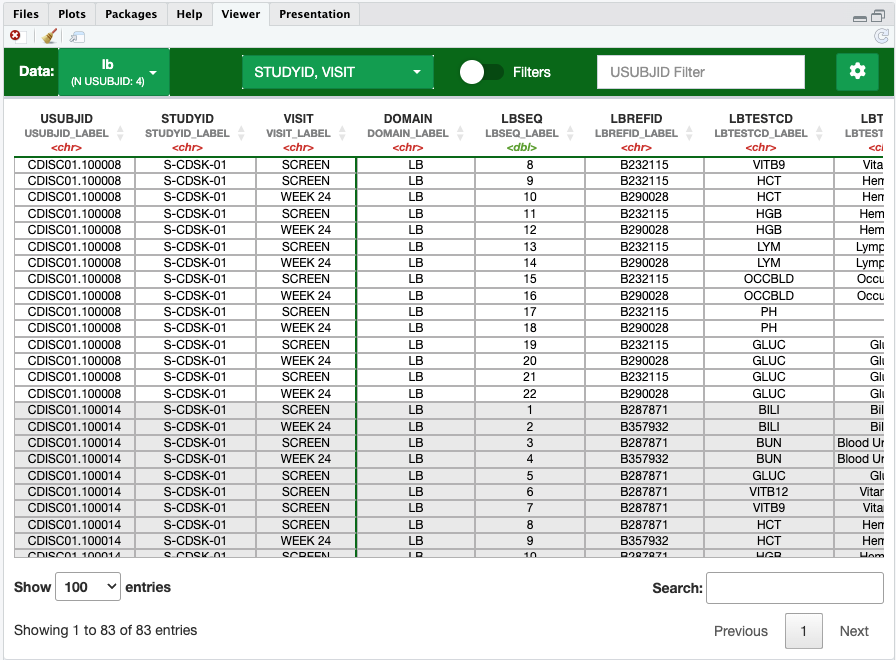 Files Plots Packages Help Viewer Presentation
Data: lb (N USUBJID: 4) STUDYID, VISIT Filters USUBJID Filter
USUBJID STUDYID VISIT DOMAIN LBSEQ LBREFID LBTESTCD LBT
USUBJID_LABEL STUDYID_LABEL VISIT_LABEL DOMAIN_LABEL LBSEQ_LABEL LBREFID_LABEL LBTESTCD_LABEL LBTEST
<chr> <chr> <chr> <chr> <dbl> <chr> <chr> <cl
CDISC01.100008 S-CDSK-01 SCREEN LB 8 B232115 VITB9 Vita
CDISC01.100008 S-CDSK-01 SCREEN LB 9 B232115 HCT Hem
CDISC01.100008 S-CDSK-01 WEEK 24 LB 10 B290028 HCT Hem
CDISC01.100008 S-CDSK-01 SCREEN LB 11 B232115 HGB Hem
CDISC01.100008 S-CDSK-01 WEEK 24 LB 12 B290028 HGB Hem
CDISC01.100008 S-CDSK-01 SCREEN LB 13 B232115 LYM Lymp
CDISC01.100008 S-CDSK-01 WEEK 24 LB 14 B290028 LYM Lymp
CDISC01.100008 S-CDSK-01 SCREEN LB 15 B232115 OCCBLD Occu
CDISC01.100008 S-CDSK-01 WEEK 24 LB 16 B290028 OCCBLD Occu
CDISC01.100008 S-CDSK-01 SCREEN LB 17 B232115 PH
CDISC01.100008 S-CDSK-01 WEEK 24 LB 18 B290028 PH
CDISC01.100008 S-CDSK-01 SCREEN LB 19 B232115 GLUC Glu
CDISC01.100008 S-CDSK-01 WEEK 24 LB 20 B290028 GLUC Glu
CDISC01.100008 S-CDSK-01 SCREEN LB 21 B232115 GLUC Glu
CDISC01.100008 S-CDSK-01 WEEK 24 LB 22 B290028 GLUC Glu
CDISC01.100014 S-CDSK-01 SCREEN LB 1 B287871 BILI Bil
CDISC01.100014 S-CDSK-01 WEEK 24 LB 2 B357932 BILI Bil
CDISC01.100014 S-CDSK-01 SCREEN LB 3 B287871 BUN Blood Ur
CDISC01.100014 S-CDSK-01 WEEK 24 LB 4 B357932 BUN Blood Ur
CDISC01.100014 S-CDSK-01 SCREEN LB 5 B287871 GLUC Glu
CDISC01.100014 S-CDSK-01 SCREEN LB 6 B287871 VITB12 Vitar
CDISC01.100014 S-CDSK-01 SCREEN LB 7 B287871 VITB9 Vita
CDISC01.100014 S-CDSK-01 SCREEN LB 8 B287871 HCT Hem
CDISC01.100014 S-CDSK-01 WEEK 24 LB 9 B357932 HCT Hem
CDISC01.100014 S-CDSK-01 SCREEN LB 10 B287871 HGB Hem
Show 100 entries Search:
Showing 1 to 83 of 83 entries Previous 1 Next